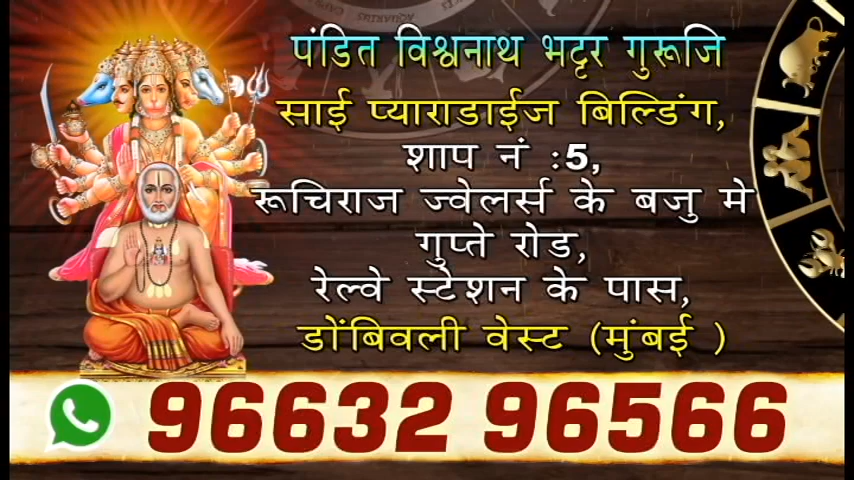 पंडित विश्वनाथ भट्टर गुरूजि
साई प्याराडाईज बिल्डिंग,
शाप नं :5,
रूचिराज ज्वेलर्स के बजु मे
गुप्ते रोड,
रेल्वे स्टेशन के पास,
डोंबिवली वेस्ट (मुंबई )
96632 96566